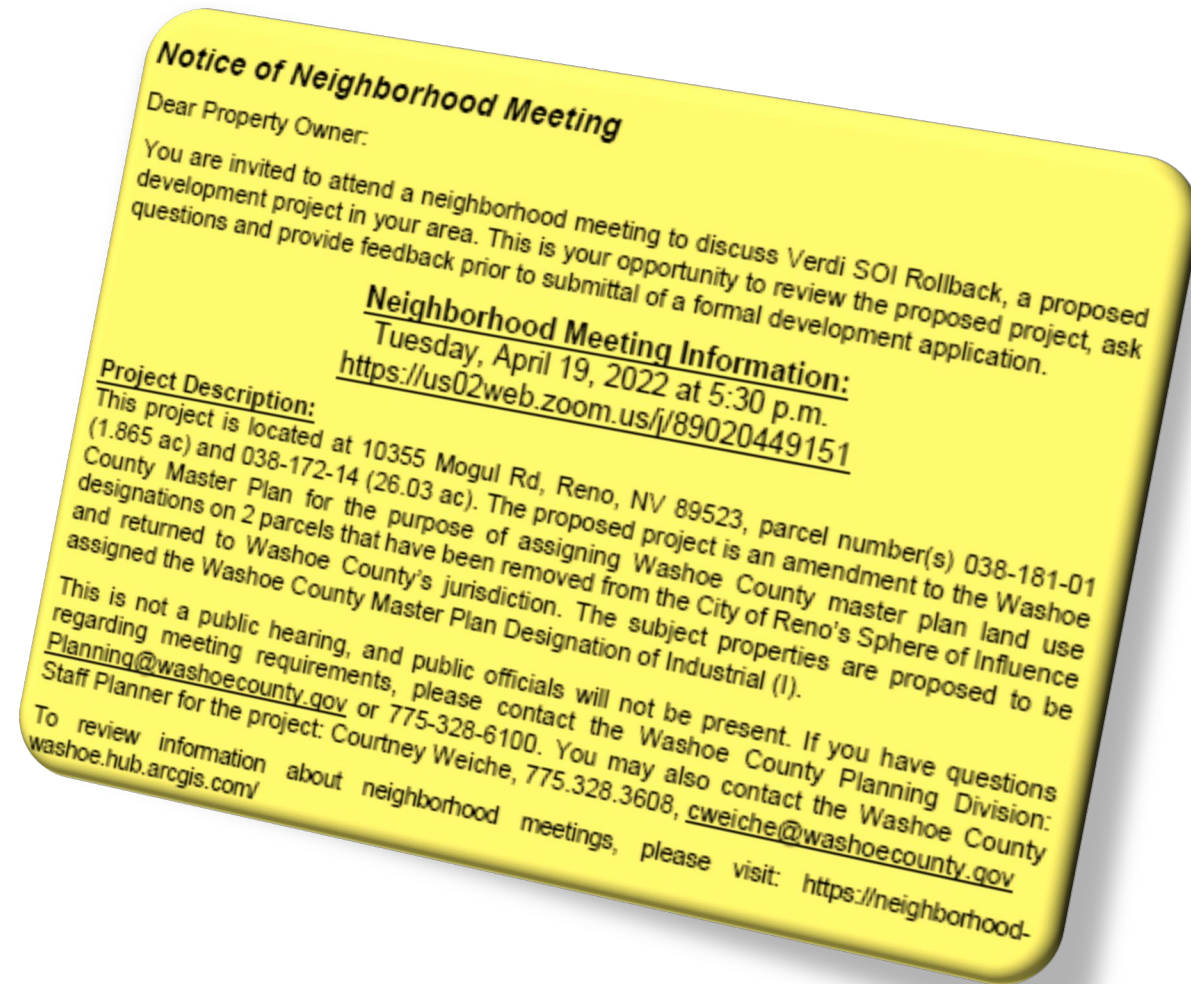 Notice of Neighborhood Meeting
Dear Property Owner:
You are invited to attend a neighborhood meeting to discuss Verdi SOI Rollback, a proposed
development project in your area. This is your opportunity to review the proposed project, ask
questions and provide feedback prior to submittal of a formal development application.
Neighborhood Meeting Information:
Tuesday, April 19, 2022 at 5:30 p.m.
https://us02web.zoom.us/j/89020449151
Project Description:
This project is located at 10355 Mogul Rd, Reno, NV 89523, parcel number(s) 038-181-01
(1.865 ac) and 038-172-14 (26.03 ac). The proposed project is an amendment to the Washoe
County Master Plan for the purpose of assigning Washoe County master plan land use
designations on 2 parcels that have been removed from the City of Reno's Sphere of Influence
and returned to Washoe County's jurisdiction. The subject properties are proposed to be
assigned the Washoe County Master Plan Designation of Industrial (I).
This is not a public hearing, and public officials will not be present. If you have questions
regarding meeting requirements, please contact the Washoe County Planning Division:
Planning@washoecounty.gov or 775-328-6100. You may also contact the Washoe County
Staff Planner for the project: Courtney Weiche, 775.328.3608, cweiche@washoecounty.gov
To review information about neighborhood meetings, please visit: https://neighborhood-
washoe.hub.arcgis.com/